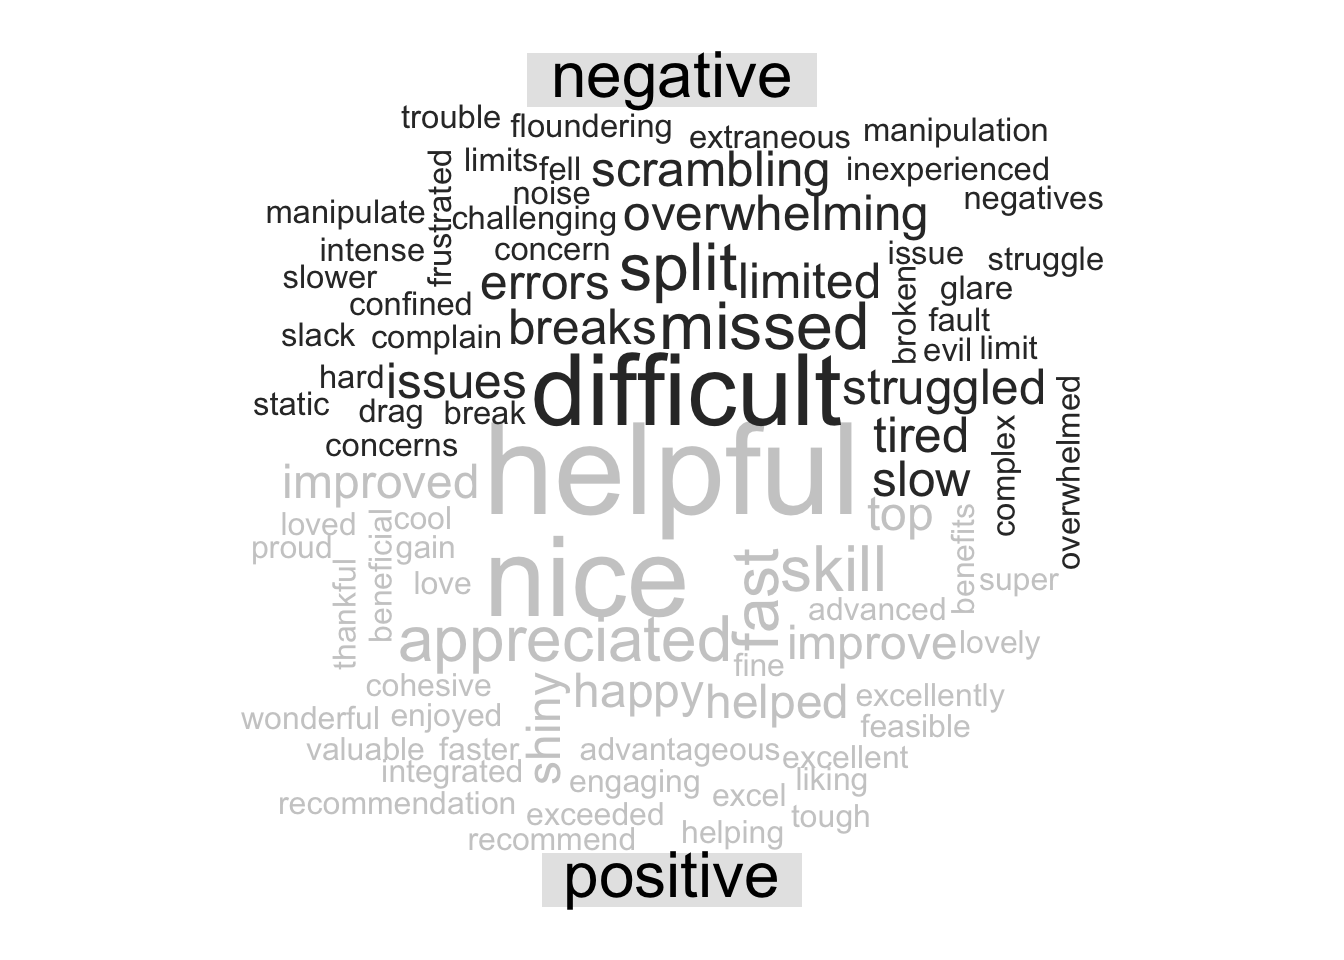 negative
trouble floundering extraneous manipulation
limits fell scrambling inexperienced
frustrated noise negatives
manipulate challenging overwhelming
intense concern split issue struggle
slower errors limited broken glare
confined breaks missed fault
slack complain evil limit
hard issues difficult struggled
static drag break tired overwhelmed
concerns helpful complex
improved slow
loved cool top benefits
proud beneficial gain nice fast skill
thankful love super
advanced
appreciated improve lovely
fine
cohesive shiny happy helped excellently
wonderful enjoyed feasible
valuable faster advantageous excellent
integrated engaging liking
recommendation exceeded excel tough
recommend helping
positive